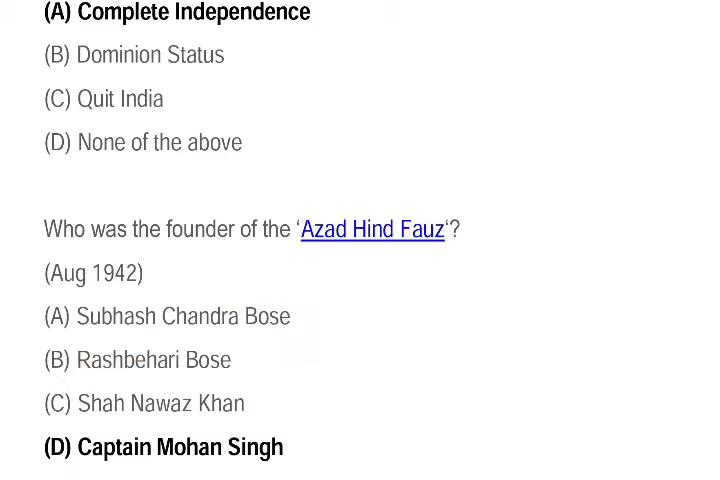 (A) Complete Independence
(B) Dominion Status
(C) Quit India
(D) None of the above
Who was the founder of the ‘Azad Hind Fauz‘?
(Aug 1942)
(A) Subhash Chandra Bose
(B) Rashbehari Bose
(C) Shah Nawaz Khan
(D) Captain Mohan Singh